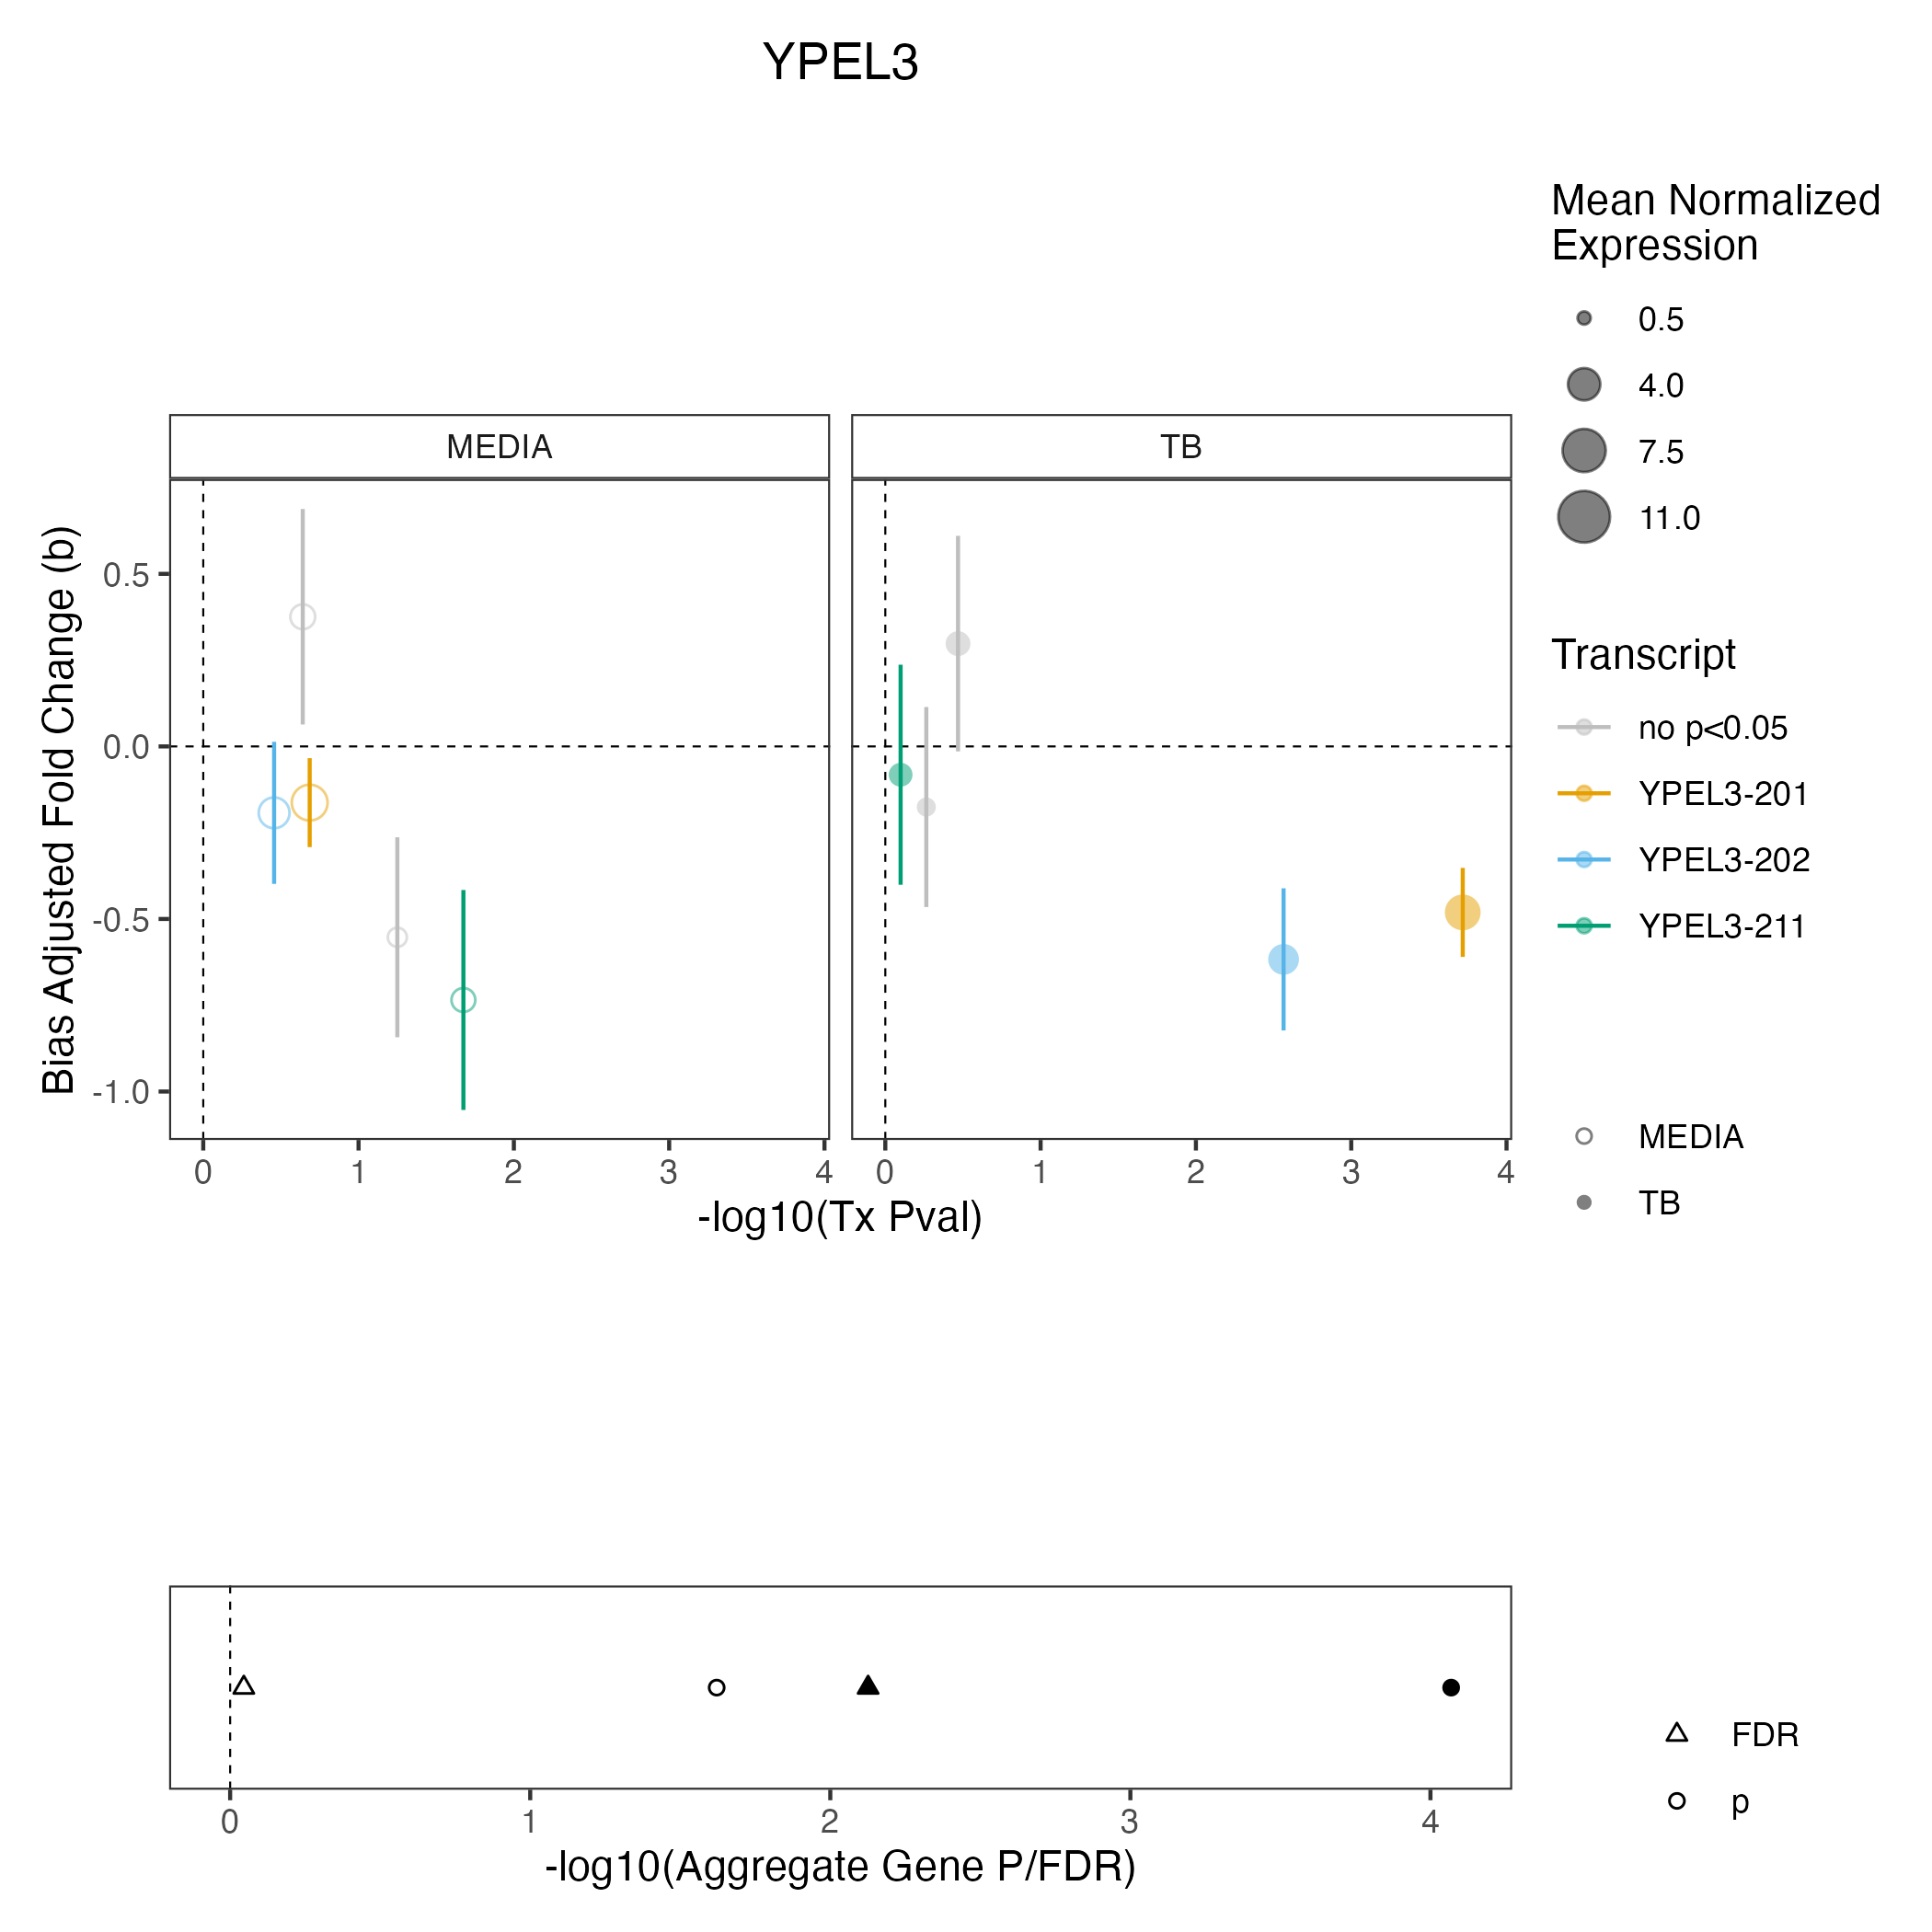 YPEL3
Mean Normalized
Expression
0.5
4.0
7.5
11.0
MEDIA
TB
Bias Adjusted Fold Change (b)
0.5
0.0
-0.5
-1.0
0 1 2 3 4
0 1 2 3 4
-log10(Tx Pval)
Transcript
no p<0.05
YPEL3-201
YPEL3-202
YPEL3-211
MEDIA
TB
0 1 2 3 4
-log10(Aggregate Gene P/FDR)
FDR
p